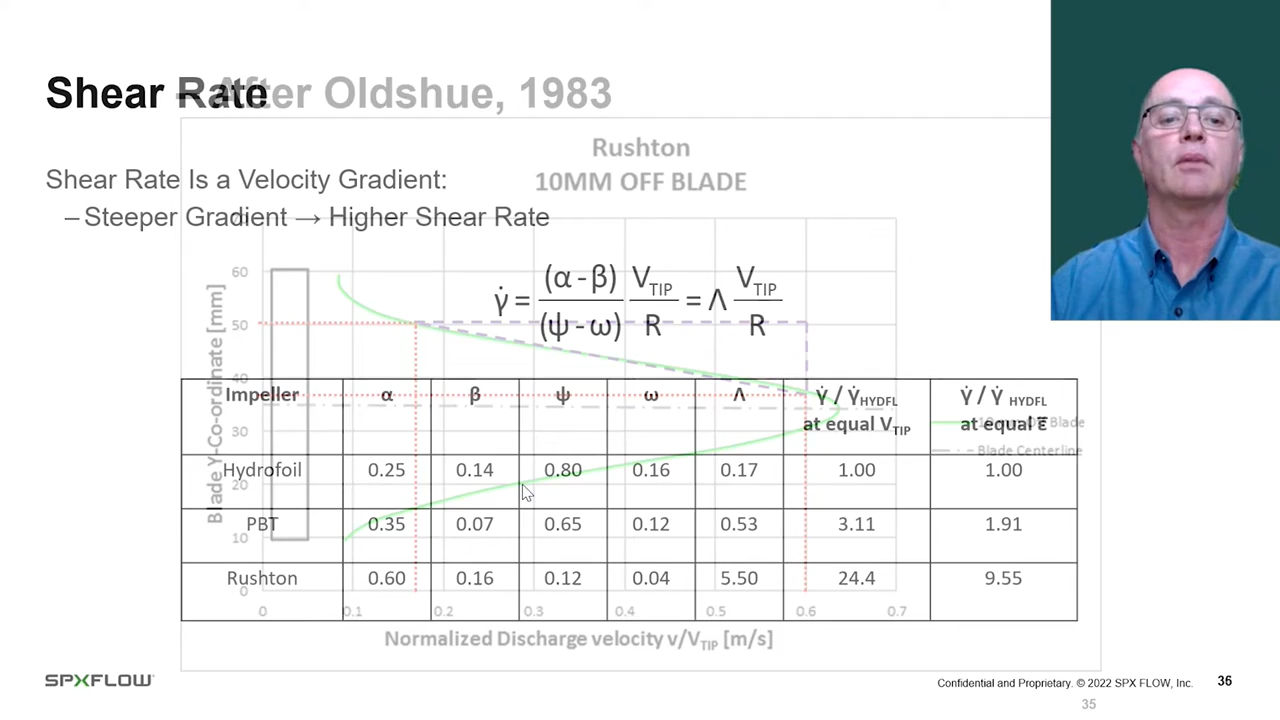 Shear Rate
– After Oldshue, 1983
Rushton
10MM OFF BLADE
Shear Rate Is a Velocity Gradient:
– Steeper Gradient → Higher Shear Rate
γ̇ = (α - β) / (ψ - ω) V_TIP / R = Λ V_TIP / R
Impeller α β ψ ω Λ γ̇ / γ̇_HYDFL at equal V_TIP γ̇ / γ̇ _HYDFL at equal ε̅
Hydrofoil 0.25 0.14 0.80 0.16 0.17 1.00 1.00
PBT 0.35 0.07 0.65 0.12 0.53 3.11 1.91
Rushton 0.60 0.16 0.12 0.04 5.50 24.4 9.55
Blade Y-Co-ordinate [mm]
60
50
40
30
20
10
0
0 0.1 0.2 0.3 0.4 0.5 0.6 0.7
Normalized Discharge velocity v/V_TIP [m/s]
Blade Centerline
SPXFLOW
Confidential and Proprietary. © 2022 SPX FLOW, Inc. 36
35